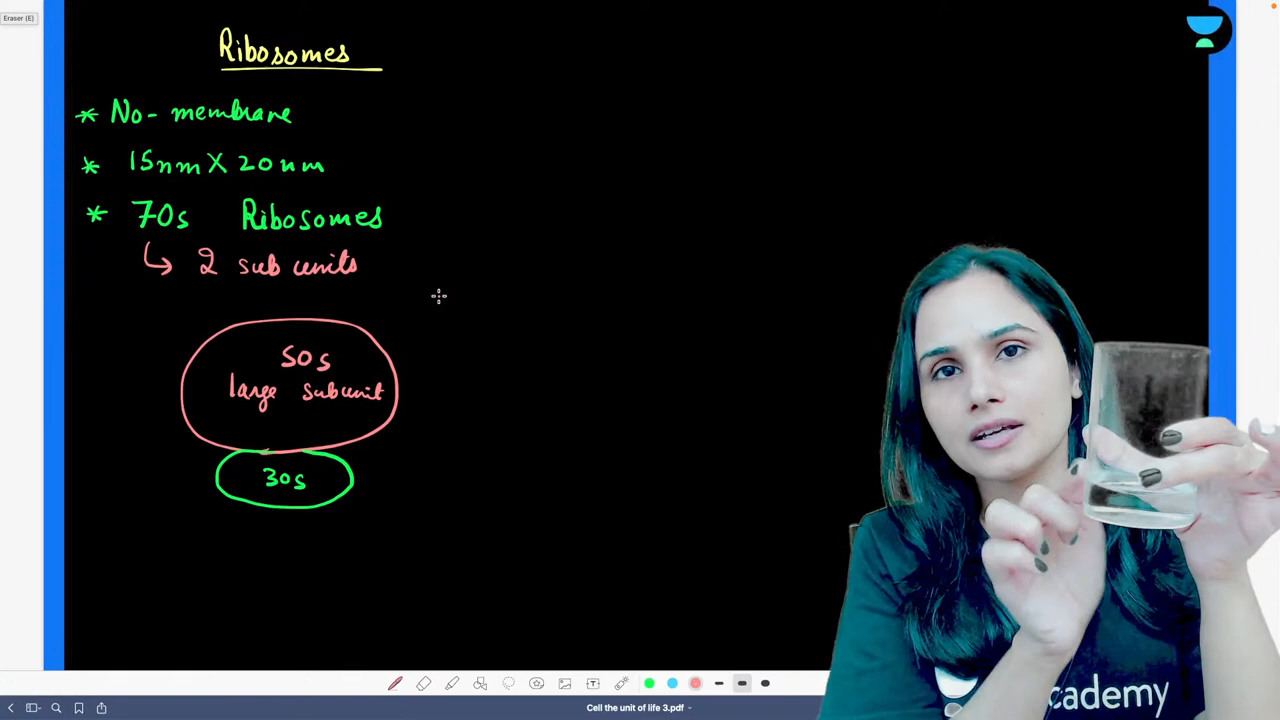 Eraser (E)
Ribosomes
* No - membrane
* 15nm X 20nm
* 70s Ribosomes
↳ 2 sub units
50s
large subunit
30s
cademy
Cell the unit of life 3.pdf